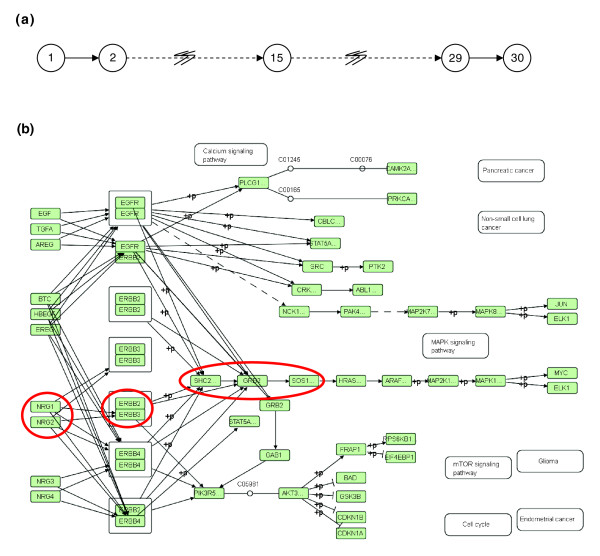 (a)
1
2
15
29
30
(b)
Calcium signaling
pathway
C01245
C00076
CAMK2A...
PLCG1...
Pancreatic cancer
C00165
PRKCA...
EGF
TGFA
AREG
EGFR
EGFR
+p
+p
+p
+p
+p
+p
+p
CBLC...
Non-small cell lung
cancer
STAT5A...
EGFR
ERBB2
SRC
+p
PTK2
CRK...
ABL1...
BTC
HBEGF
EREG
ERBB2
ERBB2
NCK1...
PAK4...
MAP2K7...
+p
MAPK8...
+p
+p
JUN
ELK1
ERBB3
ERBB3
+p
MAPK signaling
pathway
SHC2...
GRB2
SOS1...
HRAS...
ARAF...
+p
MAP2K1...
+p
MAPK1...
+p
+p
MYC
ELK1
NRG1
NRG2
ERBB2
ERBB3
+p
+p
GRB2
STAT5A...
ERBB4
ERBB4
+p
+p
GAB1
FRAP1
RPS6KB1
+p
+p
EIF4EBP1
NRG3
NRG4
PIK3R5
C05981
AKT3...
+p
+p
+p
+p
+p
BAD
GSK3B
CDKN1B
CDKN1A
mTOR signaling
pathway
Glioma
ERBB2
ERBB4
Cell cycle
Endometrial cancer